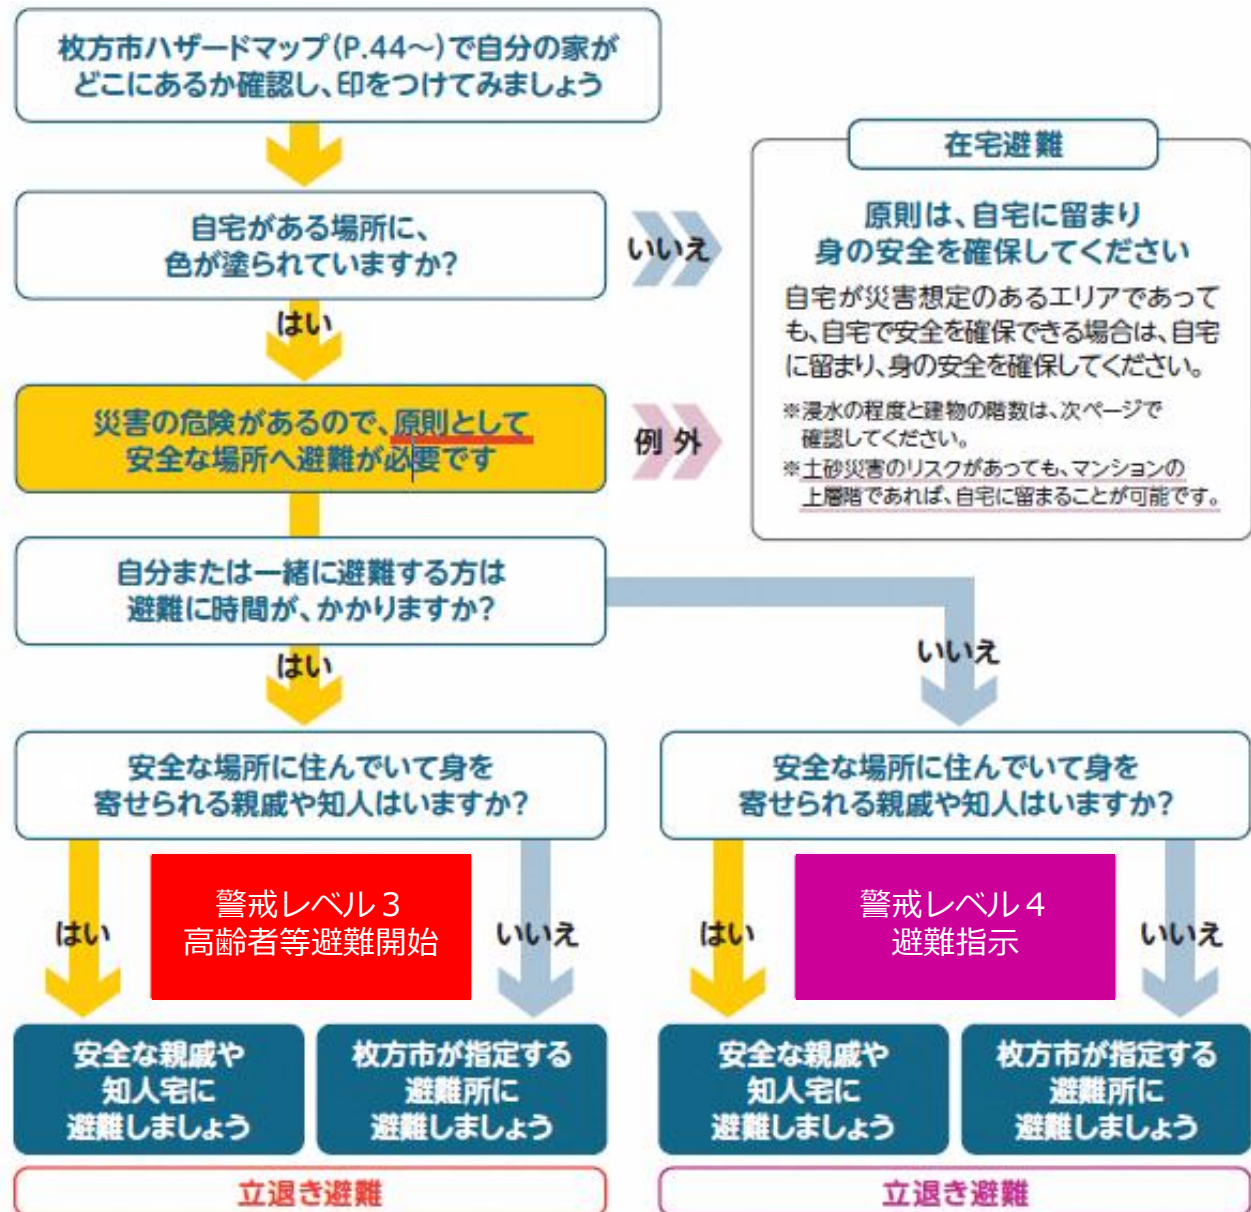 枚方市ハザードマップ(P.44～)で自分の家が
どこにあるか確認し、印をつけてみましょう
自宅がある場所に、
色が塗られていますか?
いいえ
はい
在宅避難
原則は、自宅に留まり
身の安全を確保してください
自宅が災害想定のあるエリアであって
も、自宅で安全を確保できる場合は、自宅
に留まり、身の安全を確保してください。
※浸水の程度と建物の階数は、次ページで
確認してください。
※土砂災害のリスクがあっても、マンションの
上層階であれば、自宅に留まることが可能です。
災害の危険があるので、原則として
安全な場所へ避難が必要です
例外
自分または一緒に避難する方は
避難に時間が、かかりますか?
はい
いいえ
安全な場所に住んでいて身を
寄せられる親戚や知人はいますか?
安全な場所に住んでいて身を
寄せられる親戚や知人はいますか?
はい
警戒レベル3
高齢者等避難開始
いいえ
はい
警戒レベル4
避難指示
いいえ
安全な親戚や
知人宅に
避難しましょう
枚方市が指定する
避難所に
避難しましょう
安全な親戚や
知人宅に
避難しましょう
枚方市が指定する
避難所に
避難しましょう
立退き避難
立退き避難